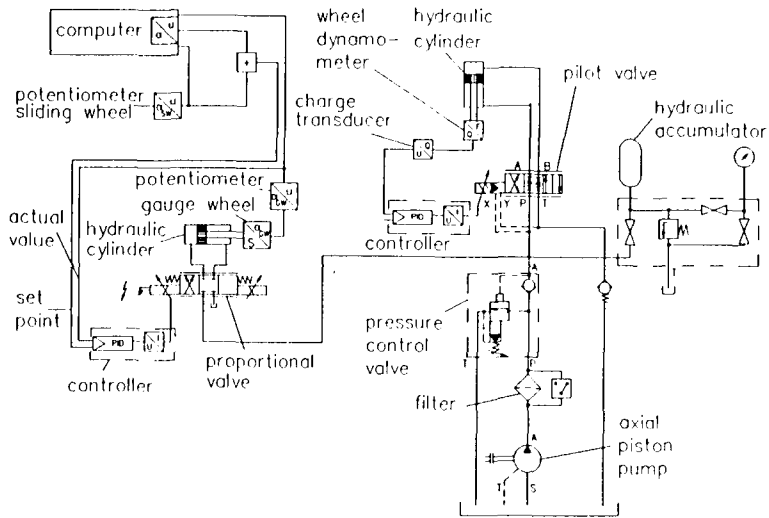 computer
u
a
+
potentiometer
sliding wheel
u
αsw
potentiometer
gauge wheel
u
actual
value
hydraulic
cylinder
S
set
point
PID
I
U
controller
proportional
valve
wheel
dynamo-
meter
hydraulic
cylinder
pilot valve
charge
transducer
Q
U
F
Q
A
B
X
Y
P
T
PID
I
U
controller
hydraulic
accumulator
T
A
pressure
control
valve
T
P
filter
A
axial
piston
pump
T
S